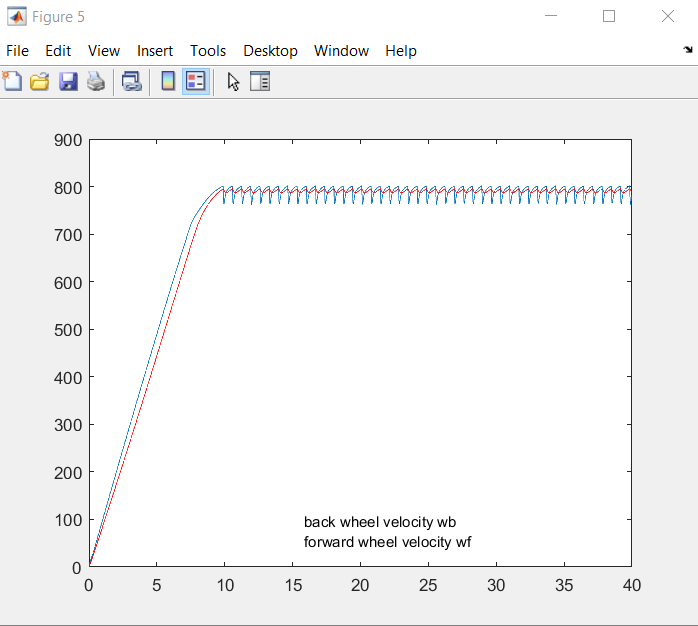 Figure 5
File Edit View Insert Tools Desktop Window Help
900
800
700
600
500
400
300
200
100
0
back wheel velocity wb
forward wheel velocity wf
0 5 10 15 20 25 30 35 40